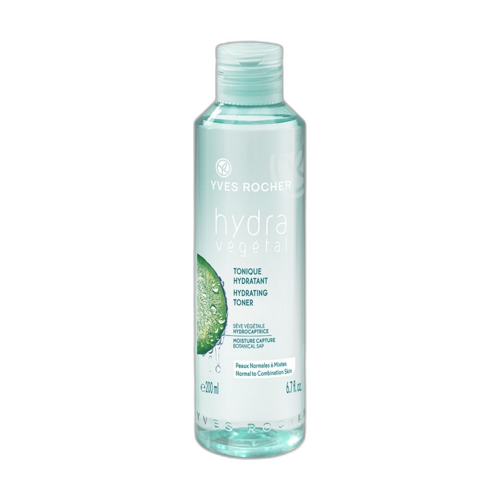 YVES ROCHER
hydra
végétal
TONIQUE
HYDRATANT
HYDRATING
TONER
SÈVE VÉGÉTALE
HYDROCAPTRICE
MOISTURE CAPTURE
BOTANICAL SAP
Peaux Normales à Mixtes
Normal to Combination Skin
e 200 ml 6.7 fl. oz.
YVES ROCHER